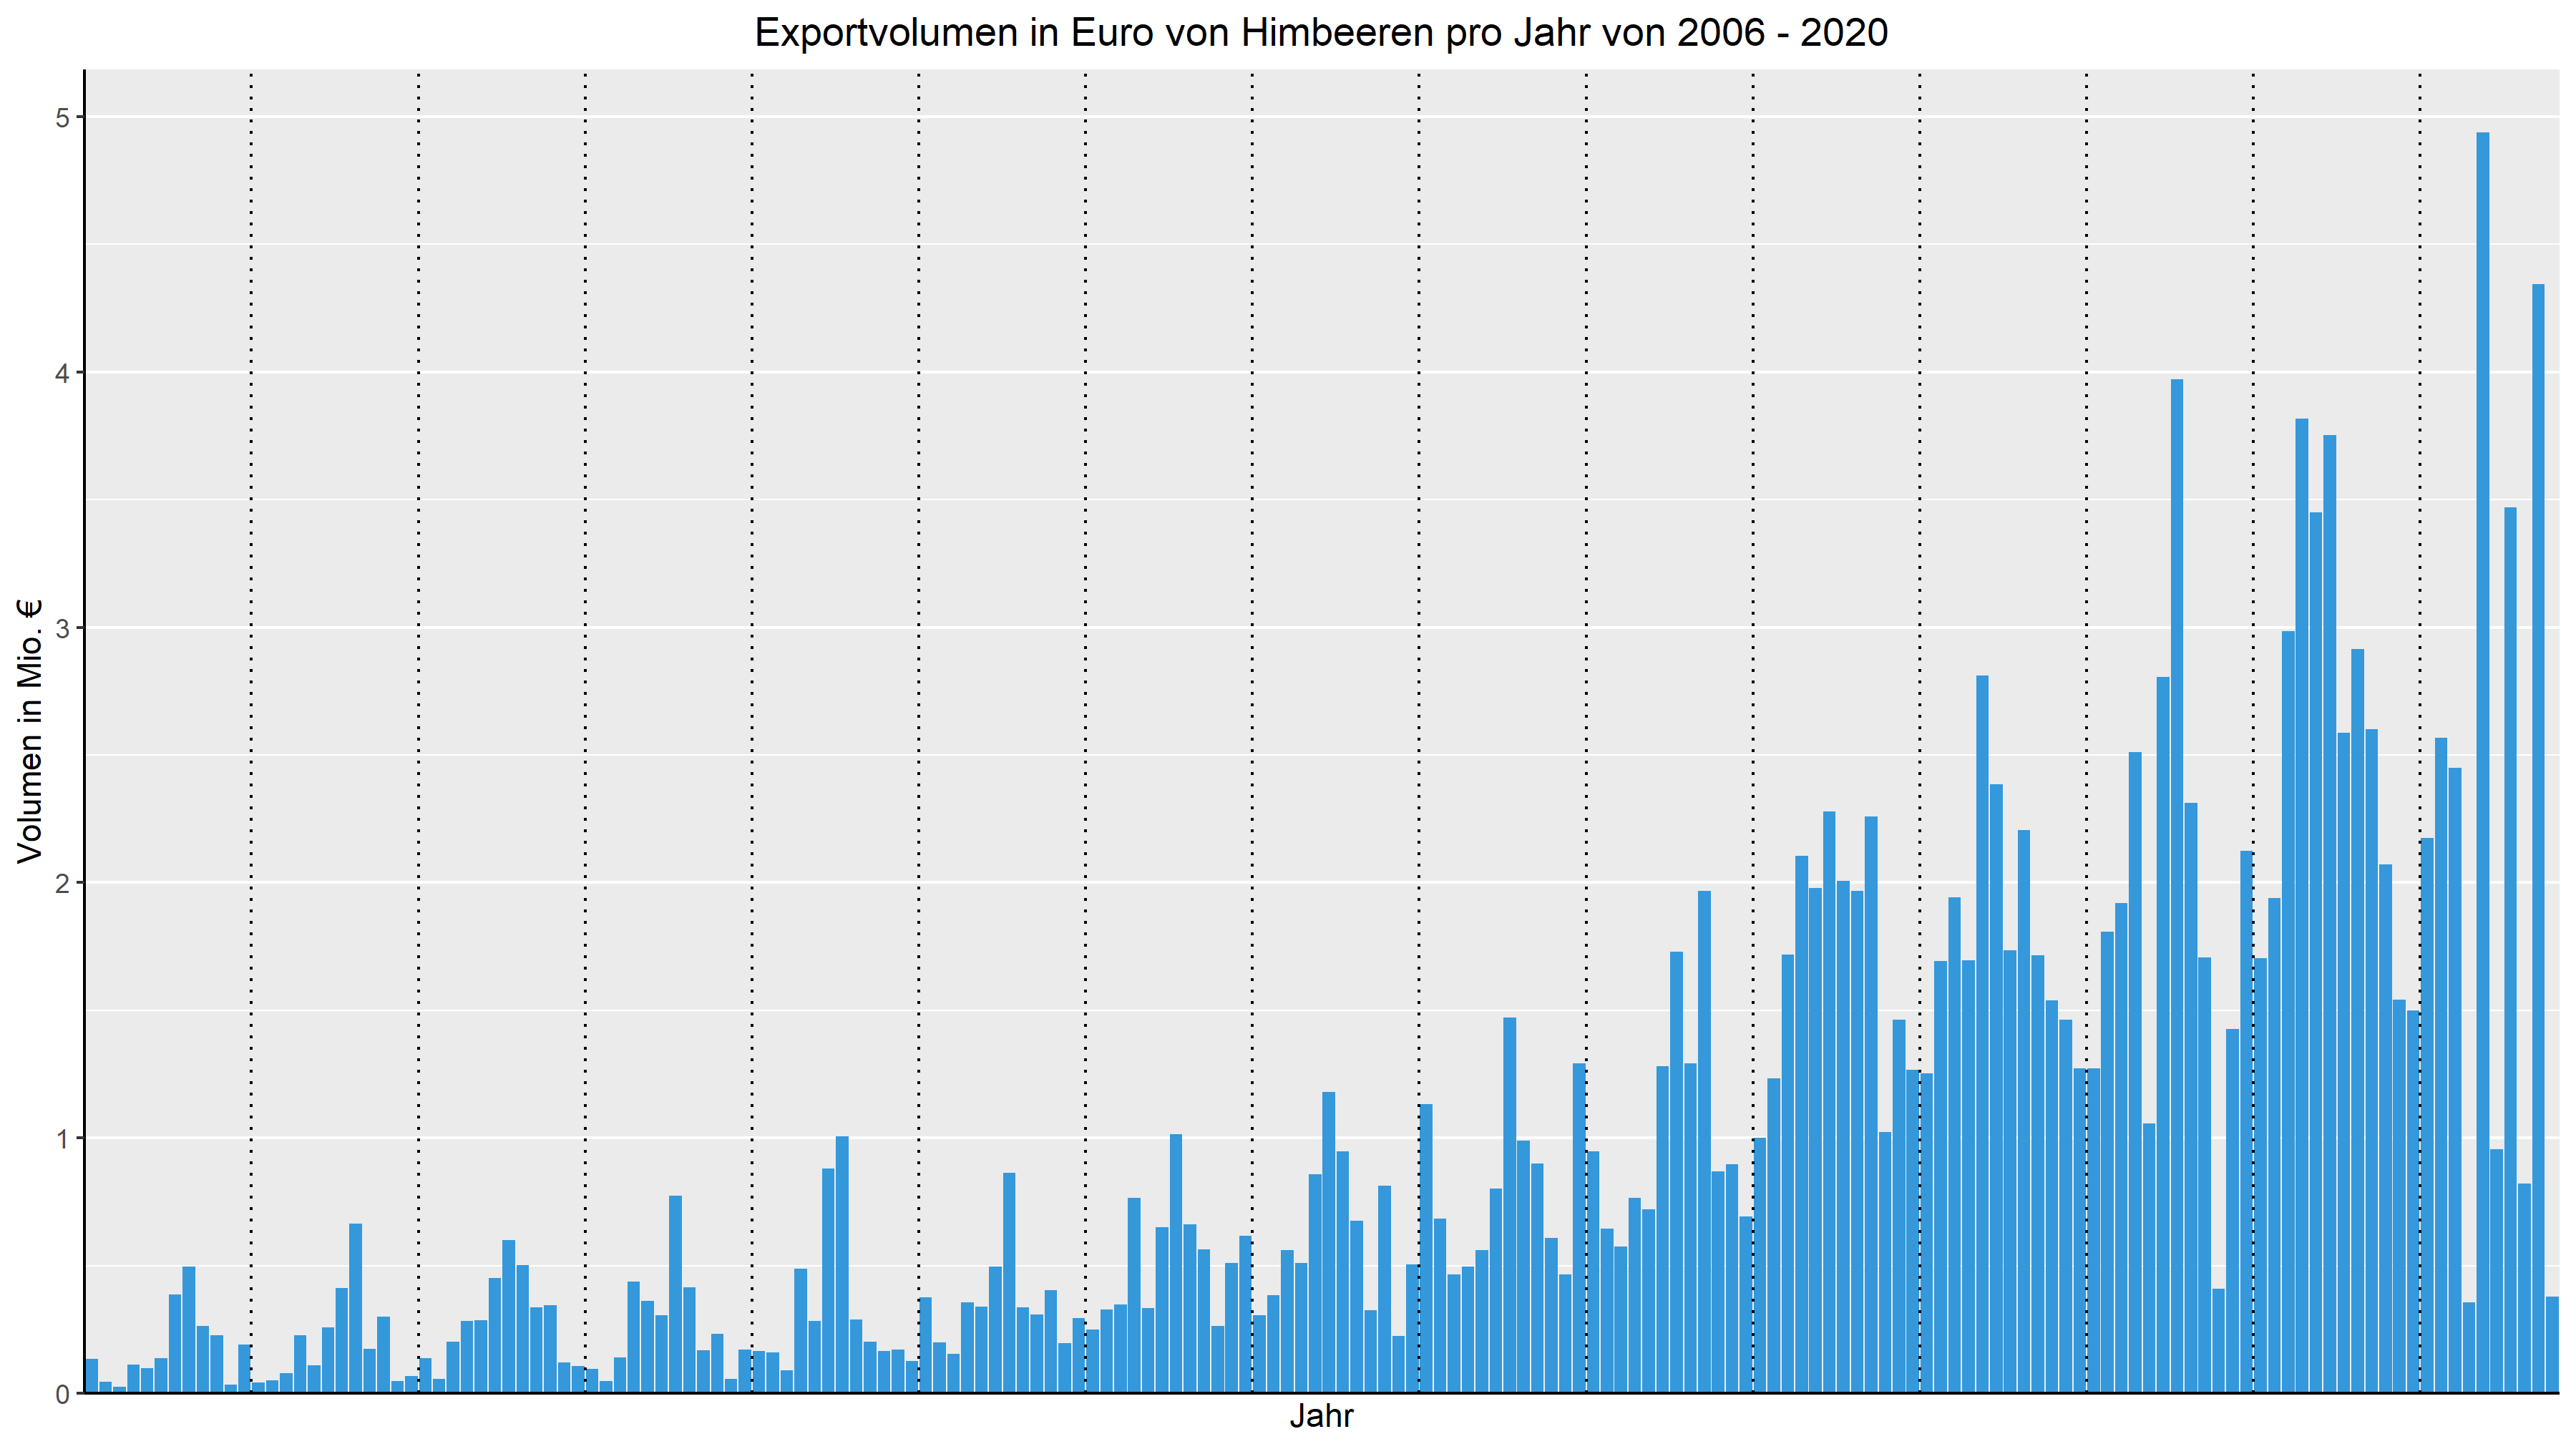 Exportvolumen in Euro von Himbeeren pro Jahr von 2006 - 2020
Volumen in Mio. €
5
4
3
2
1
0
Jahr